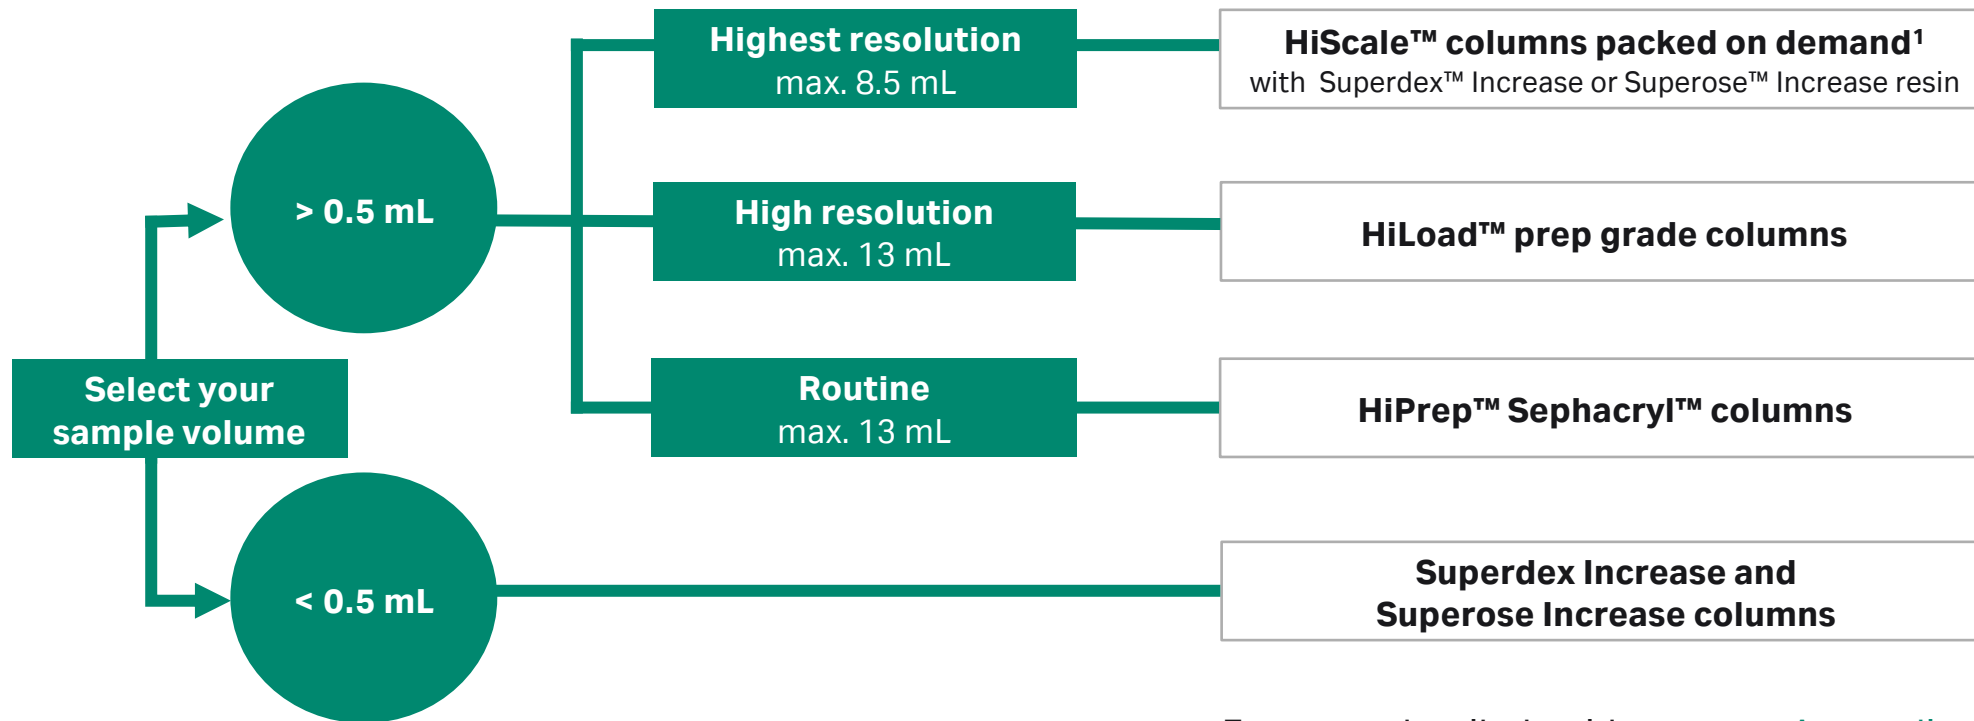 Highest resolution
max. 8.5 mL
HiScale™ columns packed on demand¹
with Superdex™ Increase or Superose™ Increase resin
> 0.5 mL
High resolution
max. 13 mL
HiLoad™ prep grade columns
Select your
sample volume
Routine
max. 13 mL
HiPrep™ Sephacryl™ columns
< 0.5 mL
Superdex Increase and
Superose Increase columns